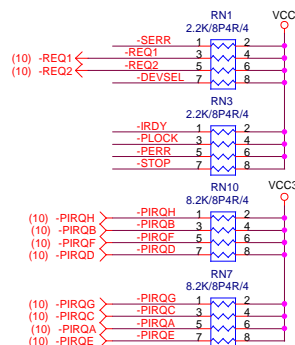 RN1 VCC
2.2K/8P4R/4
-SERR 1 2
(10) -REQ1 -REQ1 3 4
(10) -REQ2 -REQ2 5 6
-DEVSEL 7 8
RN3
2.2K/8P4R/4
-IRDY 1 2
-PLOCK 3 4
-PERR 5 6
-STOP 7 8
RN10 VCC3
8.2K/8P4R/4
(10) -PIRQH -PIRQH 1 2
(10) -PIRQB -PIRQB 3 4
(10) -PIRQF -PIRQF 5 6
(10) -PIRQD -PIRQD 7 8
RN7
8.2K/8P4R/4
(10) -PIRQG -PIRQG 1 2
(10) -PIRQC -PIRQC 3 4
(10) -PIRQA -PIRQA 5 6
(10) -PIRQE -PIRQE 7 8